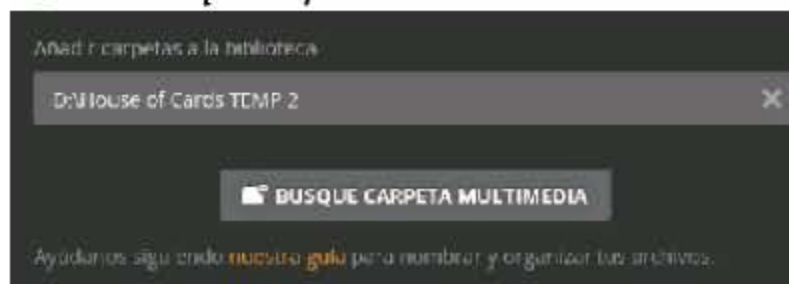 Añadir carpetas a la biblioteca
D:\House of Cards TEMP 2
BUSQUE CARPETA MULTIMEDIA
Ayúdanos siguiendo nuestra guía para nombrar y organizar tus archivos.